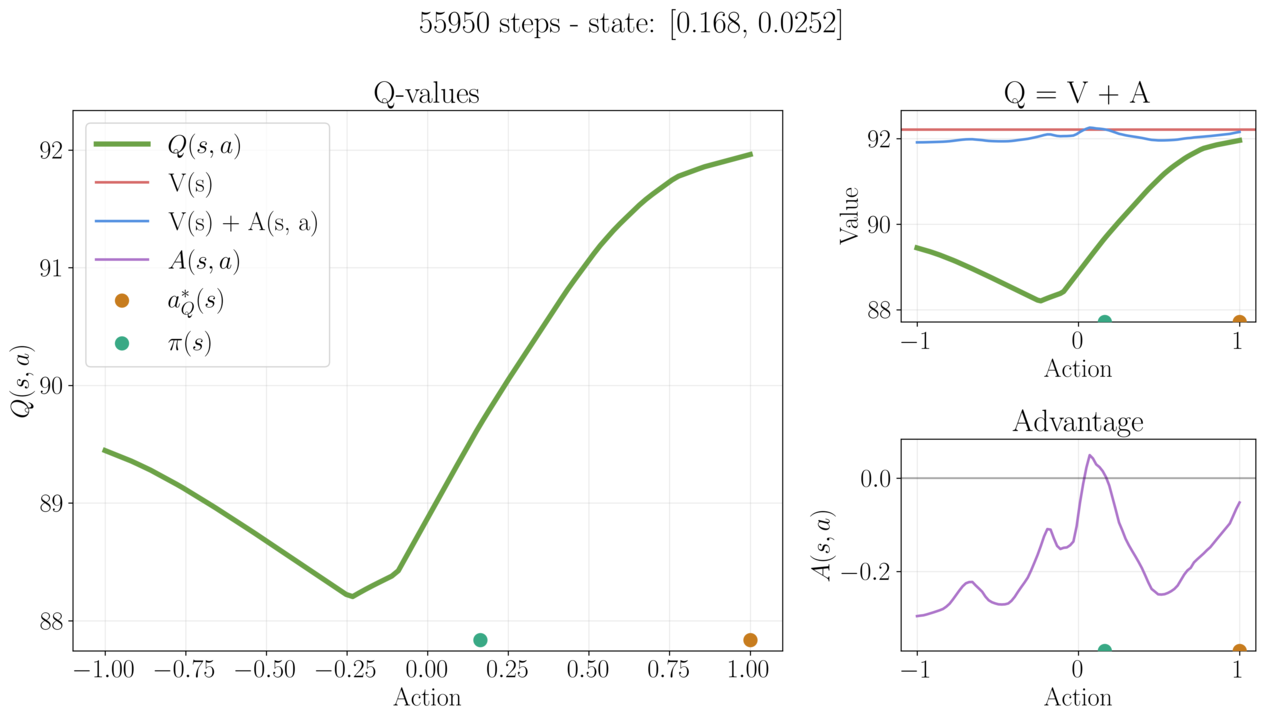 55950 steps - state: [0.168, 0.0252]
Q-values
Q(s, a)
V(s)
V(s) + A(s, a)
A(s, a)
a*Q(s)
π(s)
92
91
90
89
88
Q(s, a)
−1.00 −0.75 −0.50 −0.25 0.00 0.25 0.50 0.75 1.00
Action
Q = V + A
92
90
88
Value
−1 0 1
Action
Advantage
0.0
−0.2
A(s, a)
−1 0 1
Action